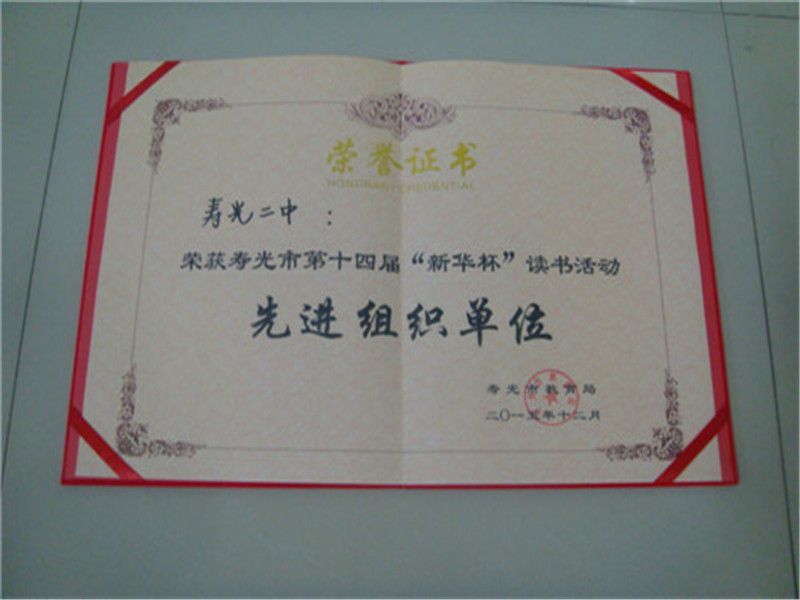 荣誉证书
HONORARY CREDENTIAL
寿光二中：
荣获寿光市第十四届“新华杯”读书活动
先进组织单位
寿光市教育局
二〇一五年十二月